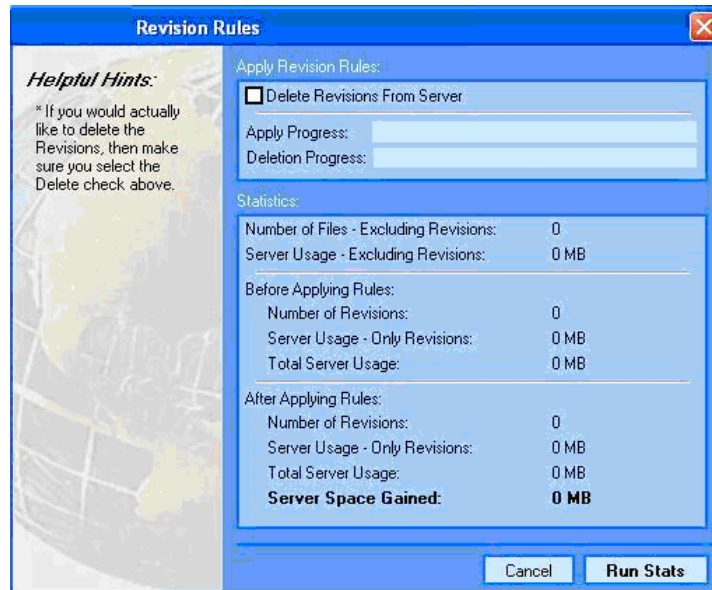 Revision Rules
Helpful Hints:
* If you would actually
like to delete the
Revisions, then make
sure you select the
Delete check above.
Apply Revision Rules:
Delete Revisions From Server
Apply Progress:
Deletion Progress:
Statistics:
Number of Files - Excluding Revisions: 0
Server Usage - Excluding Revisions: 0 MB
Before Applying Rules:
Number of Revisions: 0
Server Usage - Only Revisions: 0 MB
Total Server Usage: 0 MB
After Applying Rules:
Number of Revisions: 0
Server Usage - Only Revisions: 0 MB
Total Server Usage: 0 MB
Server Space Gained: 0 MB
Cancel Run Stats